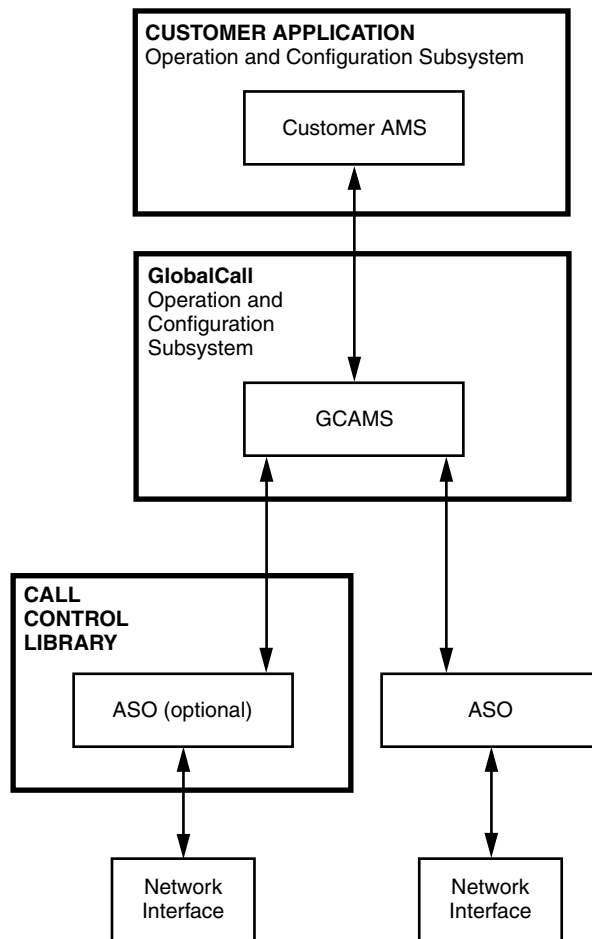 CUSTOMER APPLICATION
Operation and Configuration Subsystem
Customer AMS
GlobalCall
Operation and
Configuration
Subsystem
GCAMS
CALL
CONTROL
LIBRARY
ASO (optional)
ASO
Network
Interface
Network
Interface